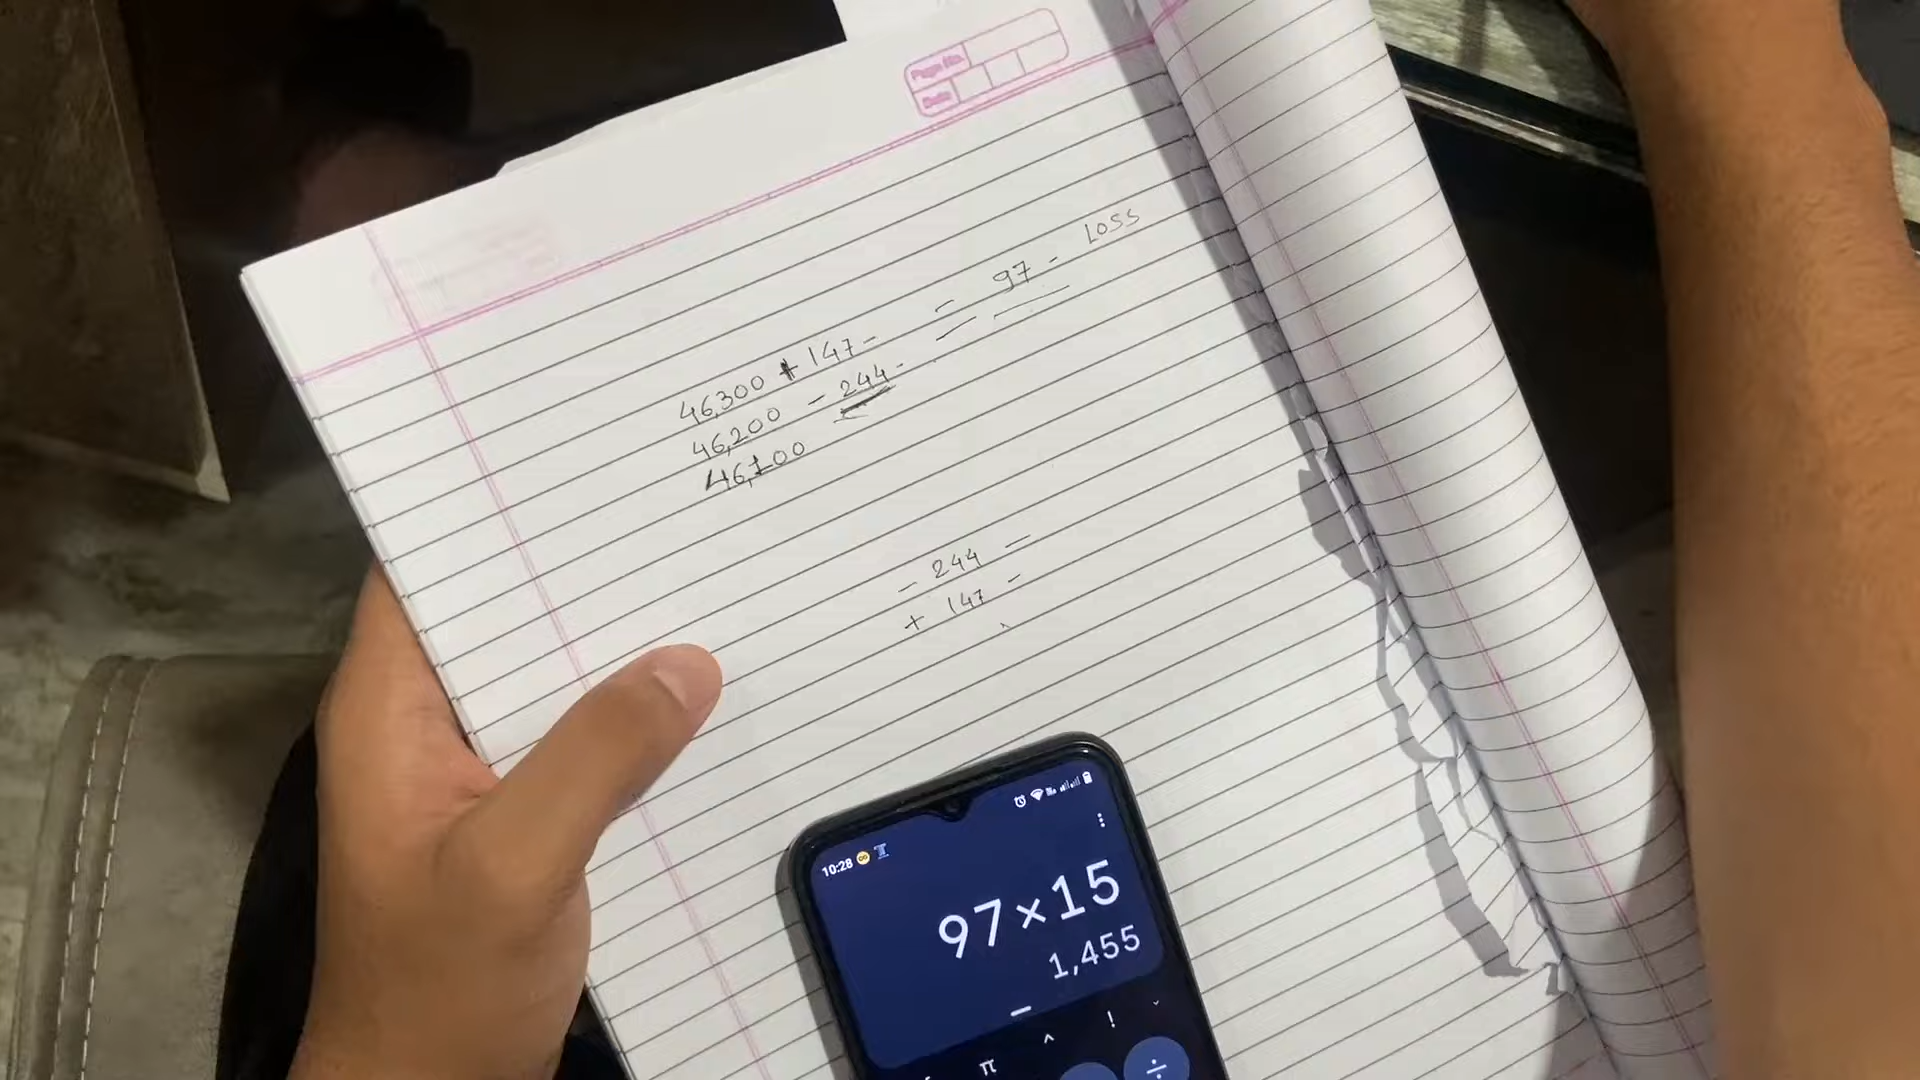 Page No.
Date
46,300 + 147 - = 97 - LOSS
46,200 - 244 - =
46,100
- 244 =
+ 147 -
10:28
97×15
1,455
π ^ !
÷